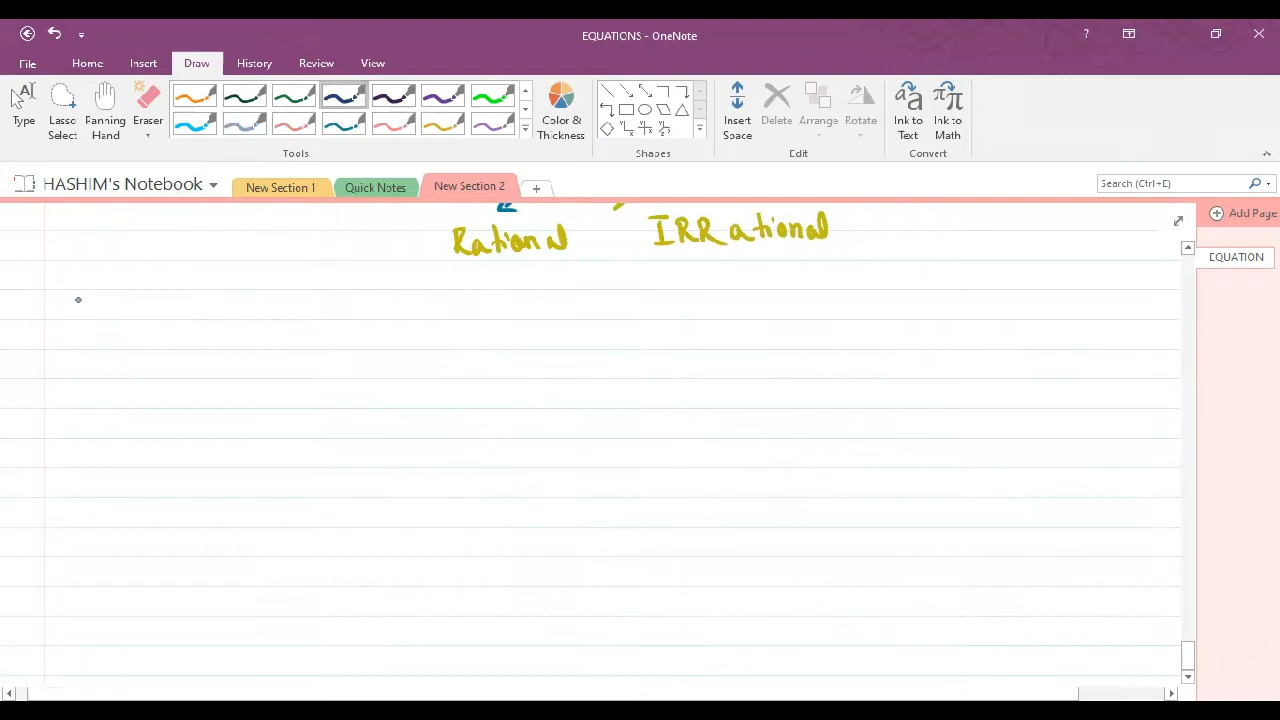 EQUATIONS - OneNote
?
File Home Insert Draw History Review View
Type Lasso Select Panning Hand Eraser Color & Thickness Insert Space Delete Arrange Rotate Ink to Text Ink to Math
Tools Shapes Edit Convert
HASHIM's Notebook New Section 1 Quick Notes New Section 2 + Search (Ctrl+E)
Add Page
Rational IRRational
EQUATION